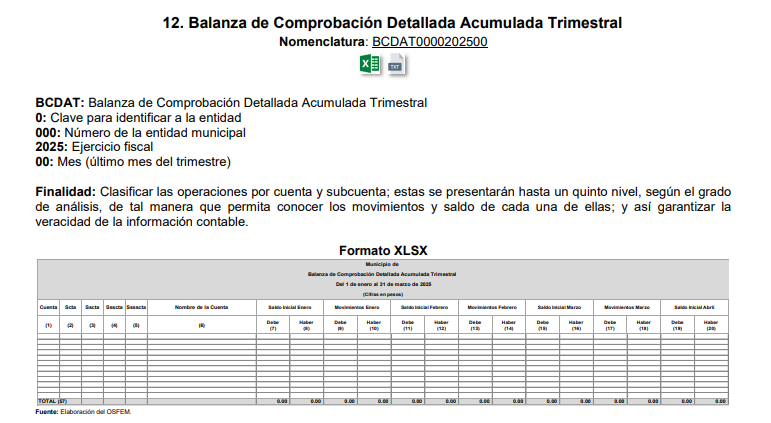 12. Balanza de Comprobación Detallada Acumulada Trimestral
Nomenclatura: BCDAT0000202500
X TXT
BCDAT: Balanza de Comprobación Detallada Acumulada Trimestral
0: Clave para identificar a la entidad
000: Número de la entidad municipal
2025: Ejercicio fiscal
00: Mes (último mes del trimestre)
Finalidad: Clasificar las operaciones por cuenta y subcuenta; estas se presentarán hasta un quinto nivel, según el grado
de análisis, de tal manera que permita conocer los movimientos y saldo de cada una de ellas; y así garantizar la
veracidad de la información contable.
Formato XLSX
Municipio de
Balanza de Comprobación Detallada Acumulada Trimestral
Del 1 de enero al 31 de marzo de 2025
(Cifras en pesos)
Cuenta Scta Sscta Ssscta Sssscta Nombre de la Cuenta Saldo Inicial Enero Movimientos Enero Saldo Inicial Febrero Movimientos Febrero Saldo Inicial Marzo Movimientos Marzo Saldo Inicial Abril
Debe Haber Debe Haber Debe Haber Debe Haber Debe Haber Debe Haber Debe Haber
(1) (2) (3) (4) (5) (6) (7) (8) (9) (10) (11) (12) (13) (14) (15) (16) (17) (18) (19) (20)
TOTAL (57) 0.00 0.00 0.00 0.00 0.00 0.00 0.00 0.00 0.00 0.00 0.00 0.00 0.00 0.00
Fuente: Elaboración del OSFEM.